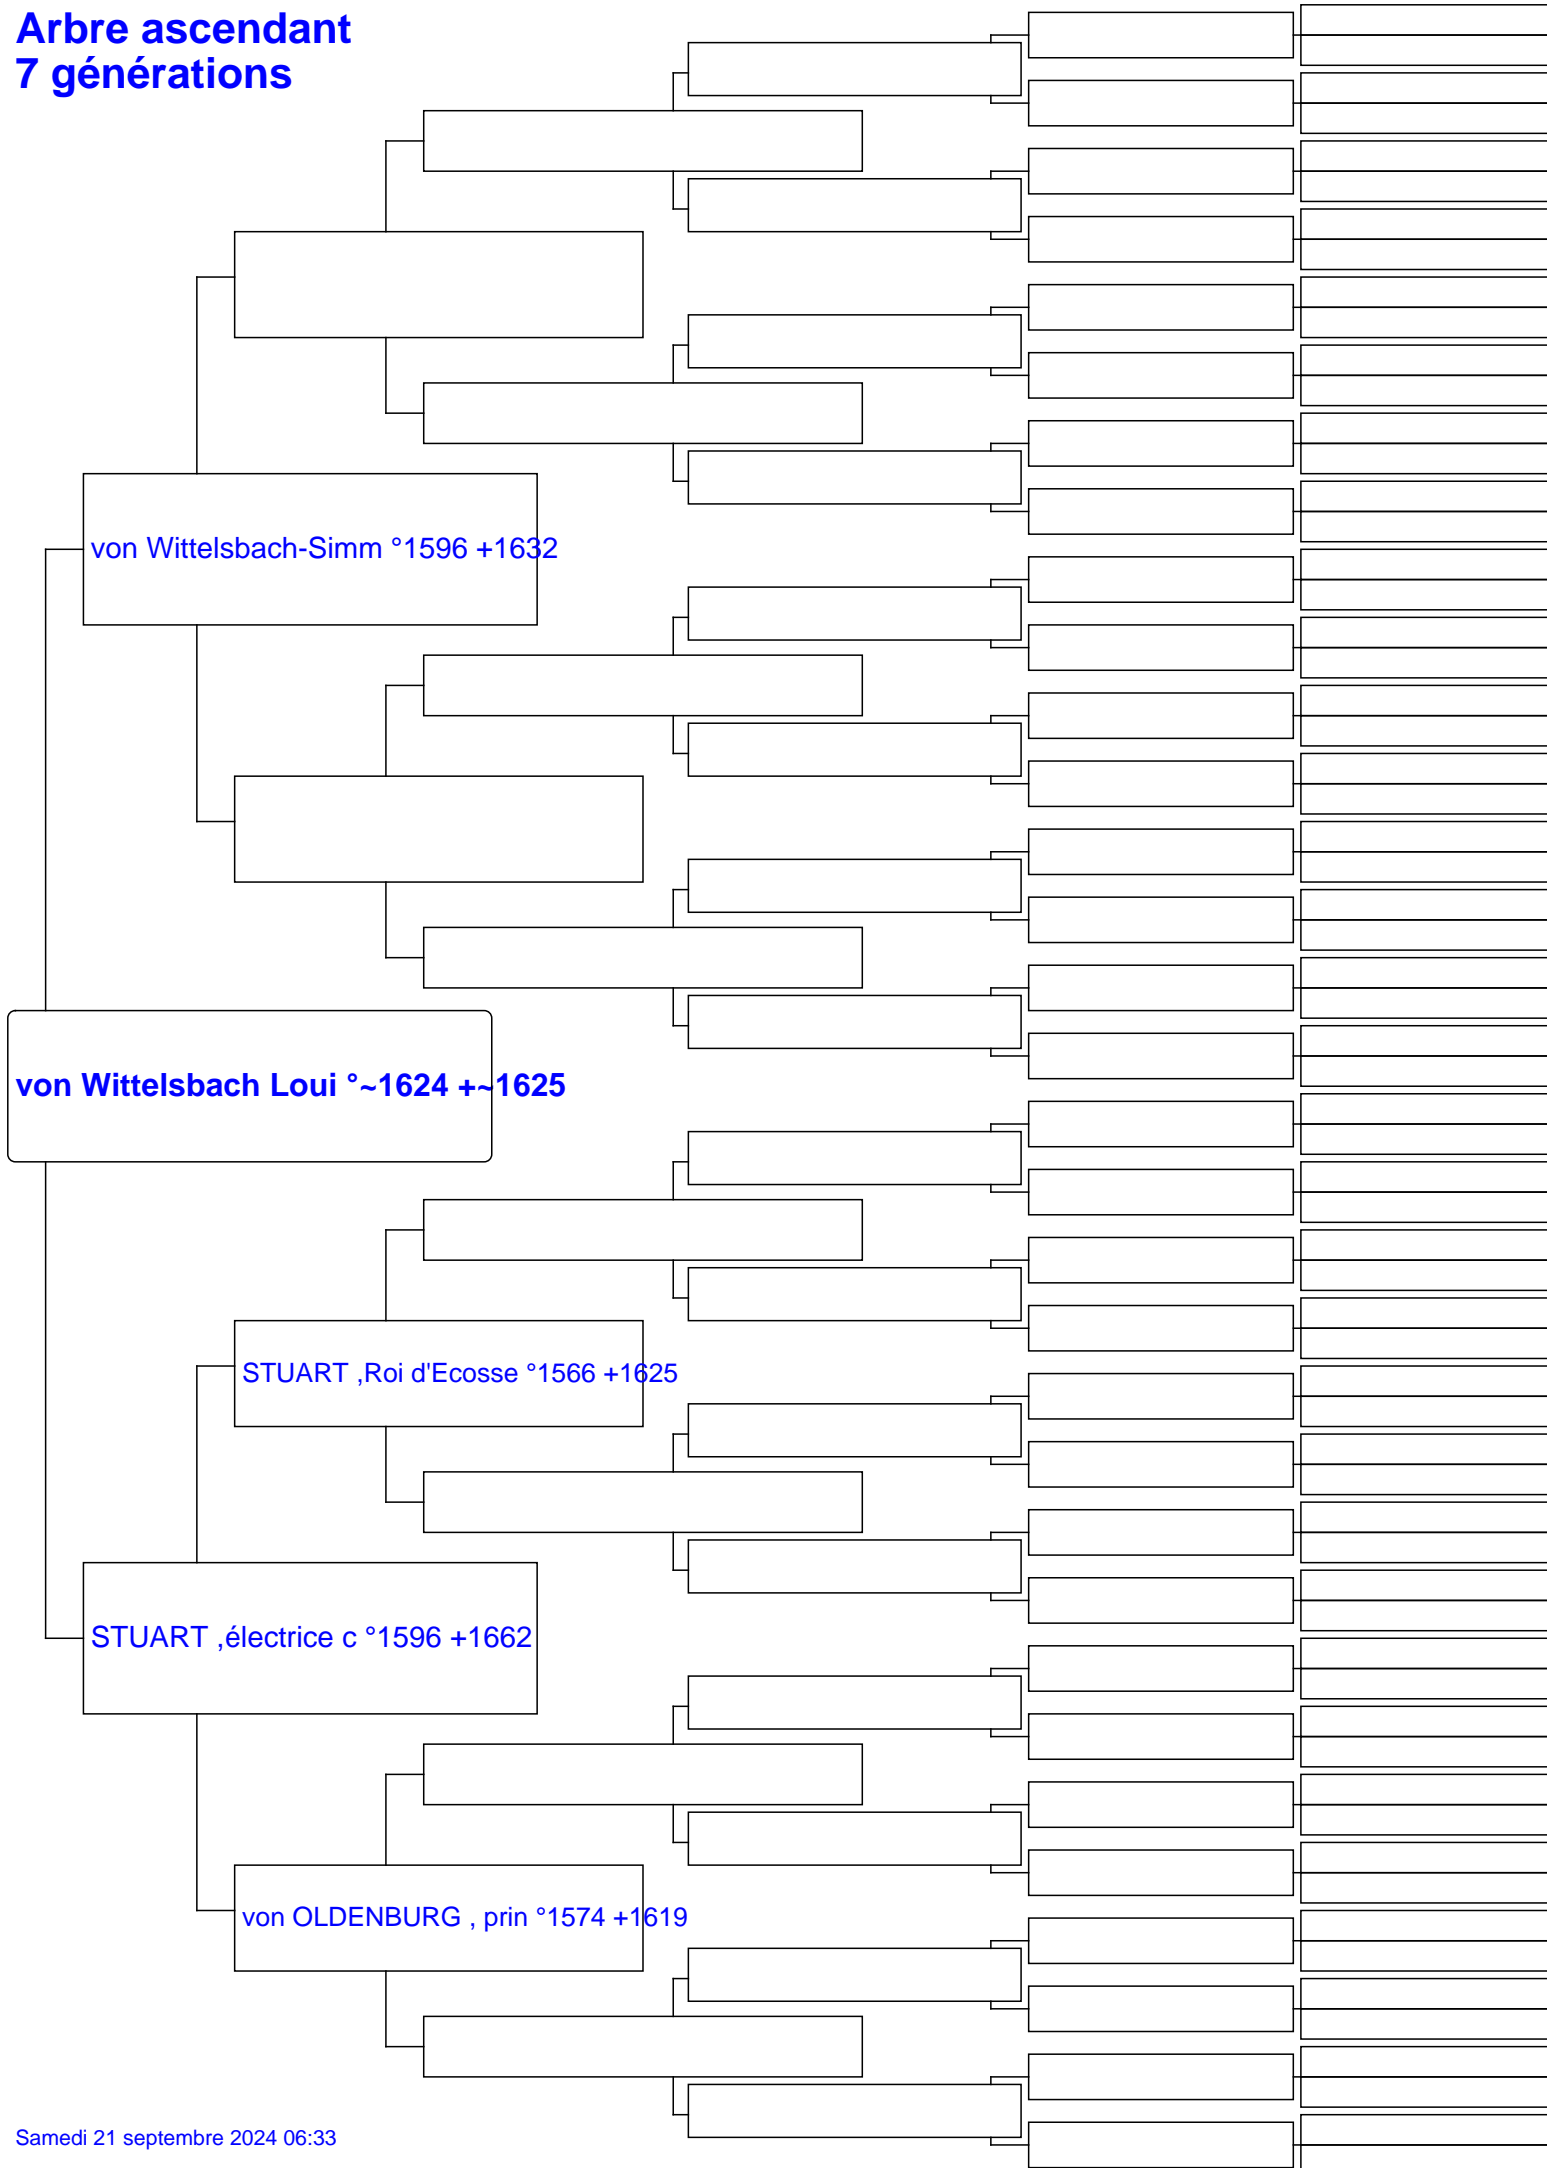 Arbre ascendant
7 générations
von Wittelsbach-Simm °1596 +1632
von Wittelsbach Loui °~1624 +~1625
STUART ,Roi d'Ecosse °1566 +1625
STUART ,électrice c °1596 +1662
von OLDENBURG , prin °1574 +1619
Samedi 21 septembre 2024 06:33